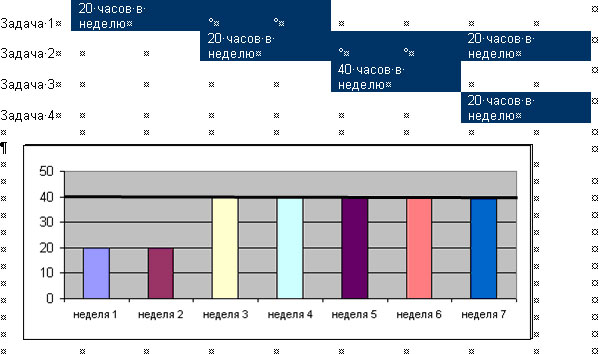 20·часов·в·
Задача·1¤ ¤ неделю¤ °¤ °¤ ¤ ¤ ¤ ¤ ¤
20·часов·в· 20·часов·в· ¤
Задача·2¤ ¤ ¤ неделю¤ °¤ °¤ неделю¤
40·часов·в· ¤
Задача·3¤ ¤ ¤ ¤ ¤ неделю¤ ¤ ¤
20·часов·в· ¤
Задача·4¤ ¤ ¤ ¤ ¤ ¤ ¤ неделю¤
¤ ¤ ¤ ¤ ¤ ¤ ¤ ¤ ¤ ¤
¶
50
40
30
20
10
0
неделя 1 неделя 2 неделя 3 неделя 4 неделя 5 неделя 6 неделя 7